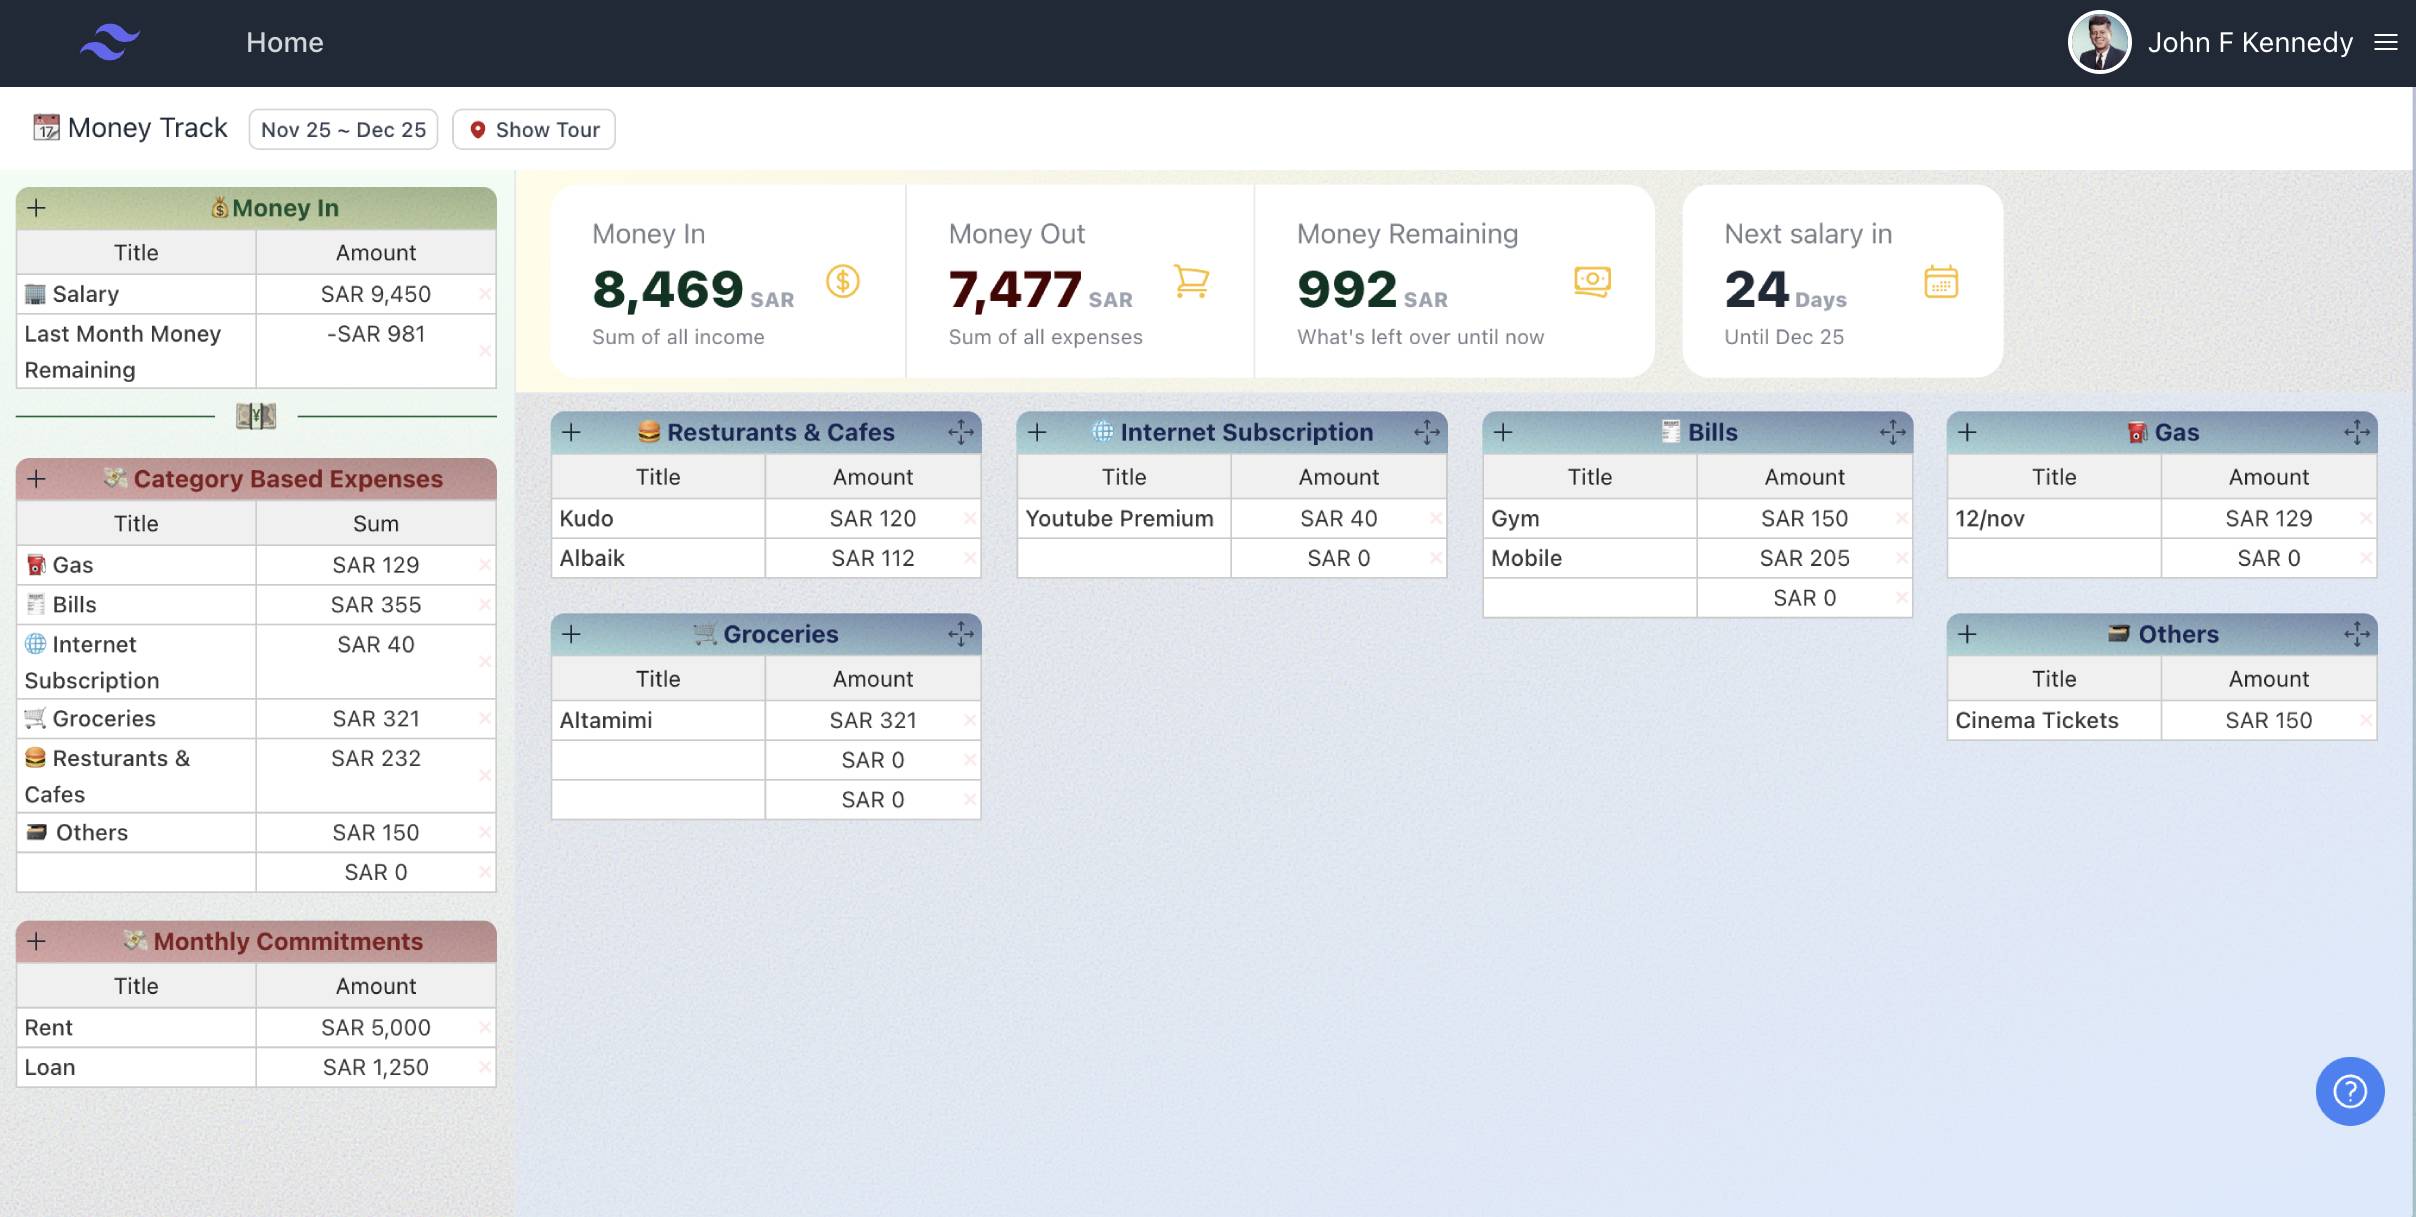 Home
John F Kennedy
Money Track
Nov 25 ~ Dec 25
Show Tour
Money In
Title Amount
Salary SAR 9,450
Last Month Money -SAR 981
Remaining
Category Based Expenses
Title Sum
Gas SAR 129
Bills SAR 355
Internet SAR 40
Subscription
Groceries SAR 321
Resturants & SAR 232
Cafes
Others SAR 150
SAR 0
Monthly Commitments
Title Amount
Rent SAR 5,000
Loan SAR 1,250
Money In
8,469 SAR
Sum of all income
Money Out
7,477 SAR
Sum of all expenses
Money Remaining
992 SAR
What's left over until now
Next salary in
24 Days
Until Dec 25
Resturants & Cafes
Title Amount
Kudo SAR 120
Albaik SAR 112
Internet Subscription
Title Amount
Youtube Premium SAR 40
SAR 0
Bills
Title Amount
Gym SAR 150
Mobile SAR 205
SAR 0
Gas
Title Amount
12/nov SAR 129
SAR 0
Groceries
Title Amount
Altamimi SAR 321
SAR 0
SAR 0
Others
Title Amount
Cinema Tickets SAR 150